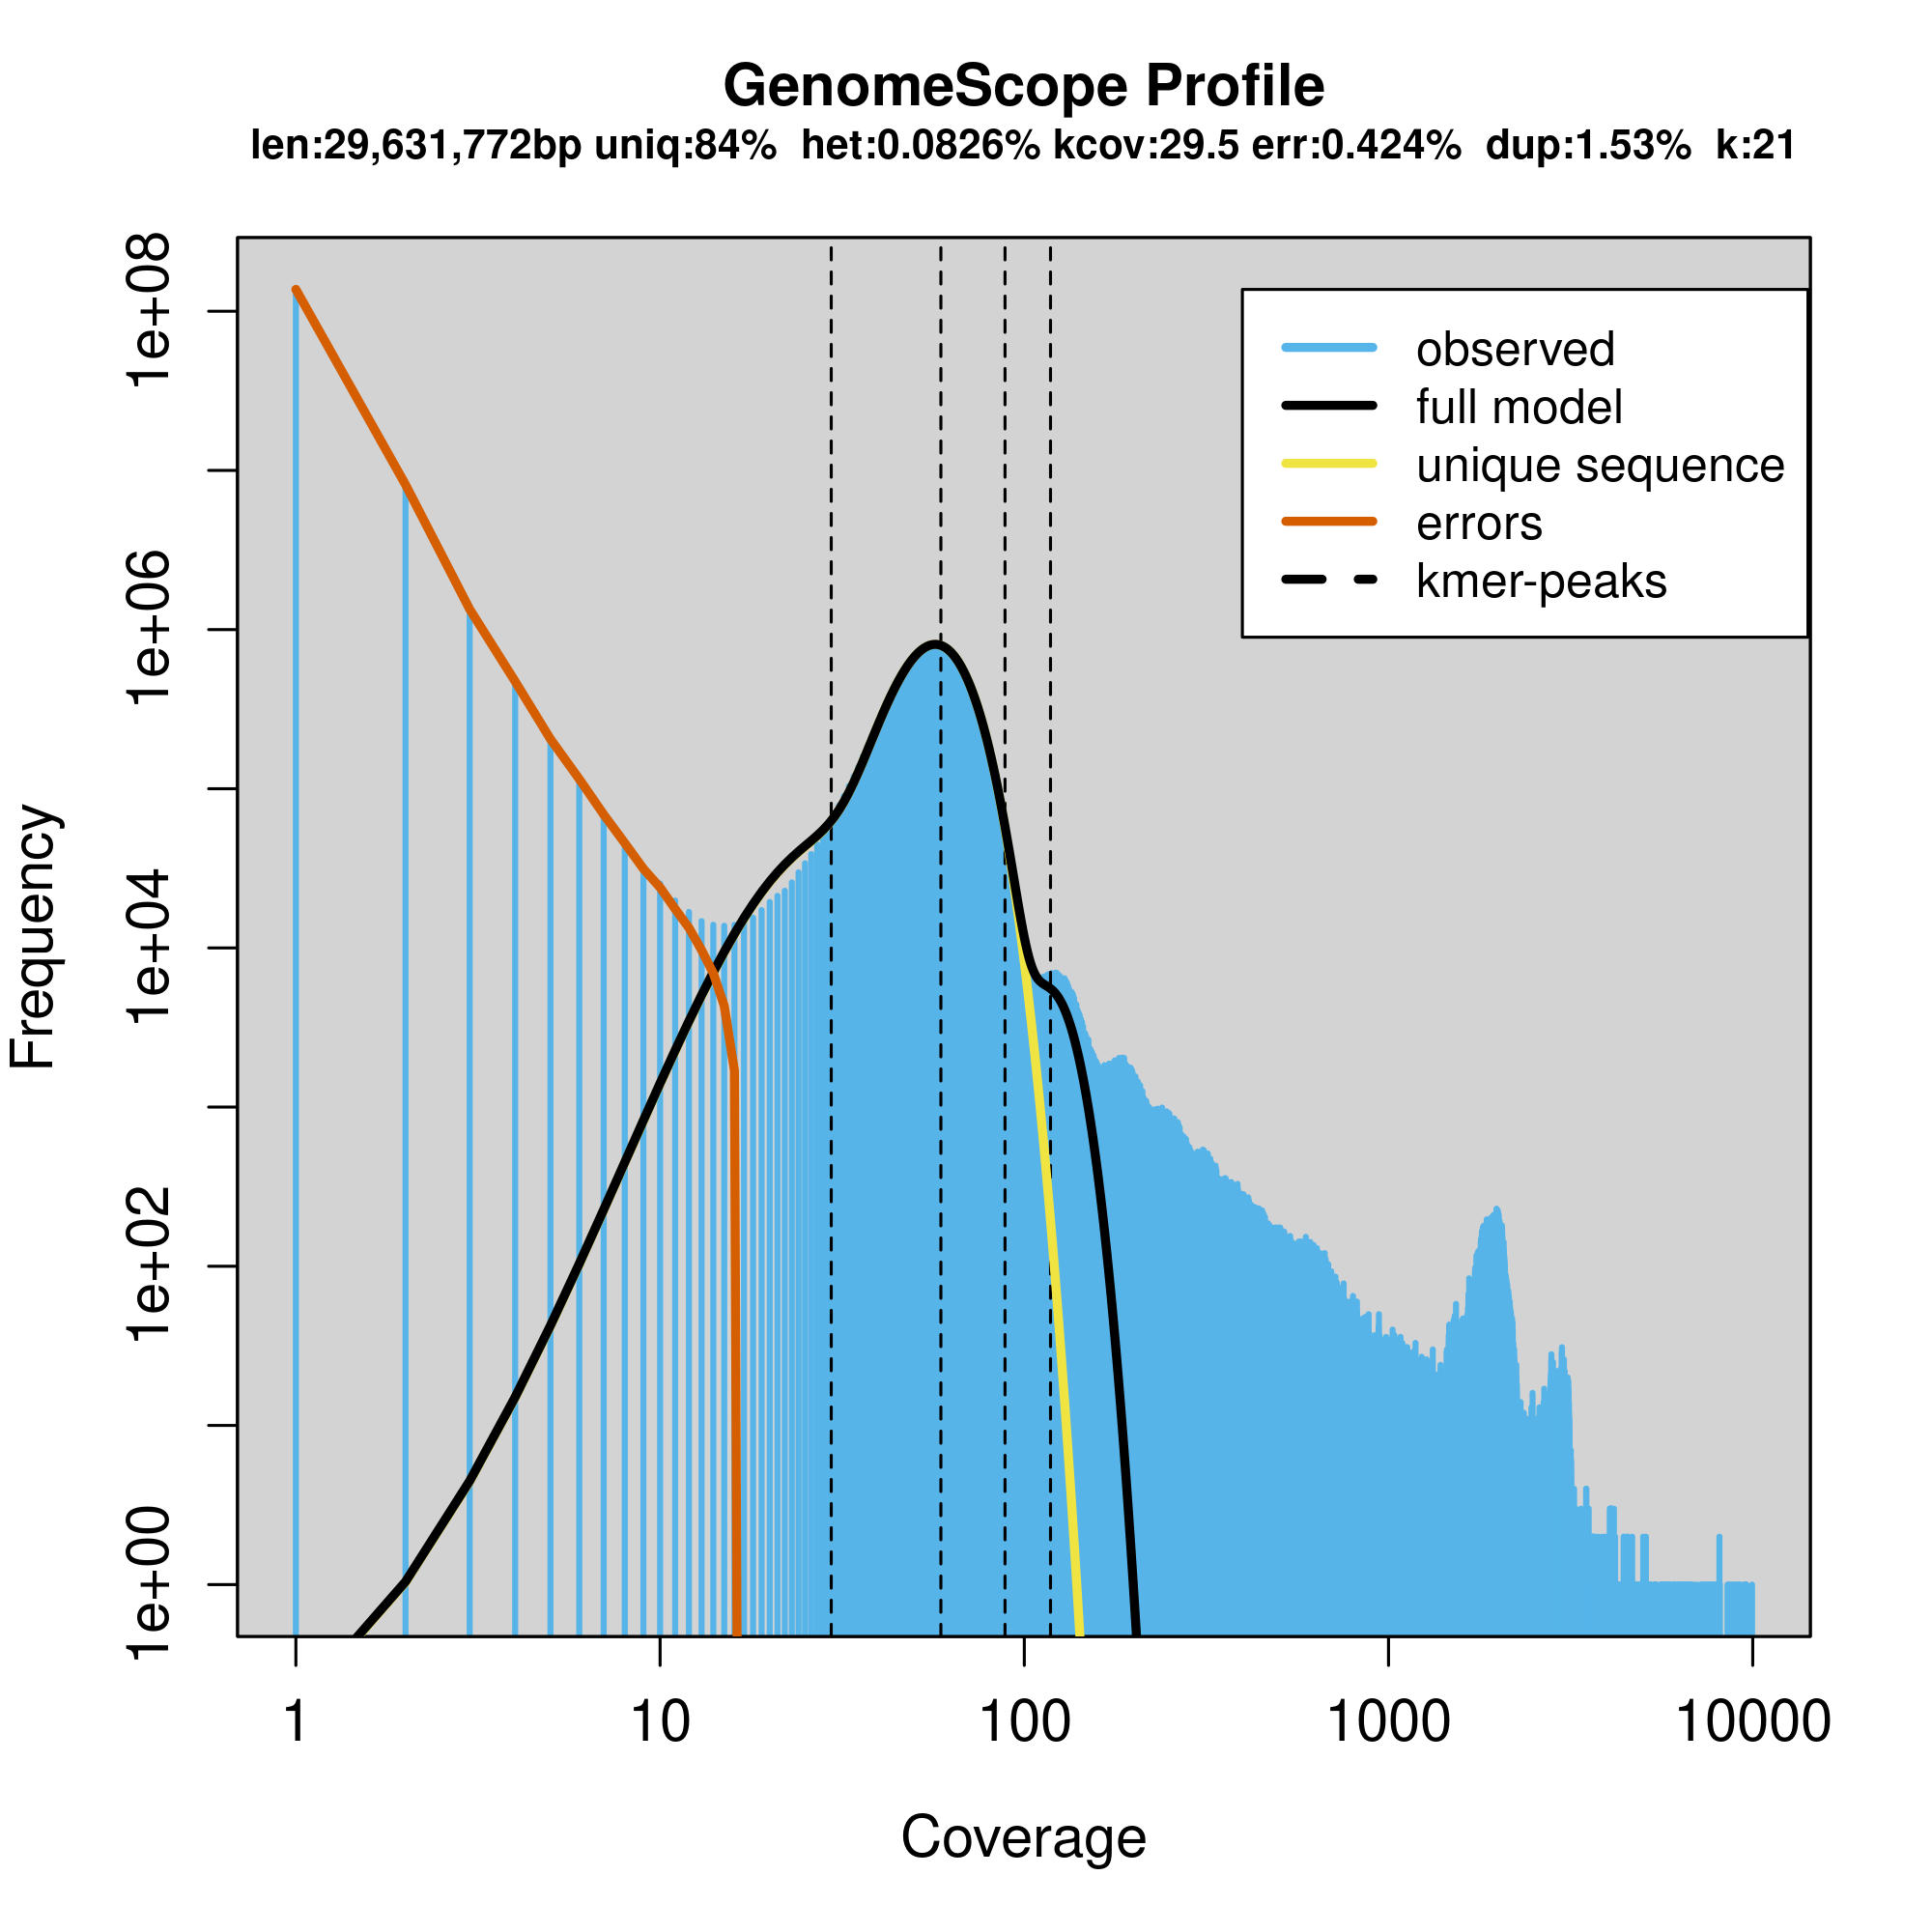 GenomeScope Profile
len:29,631,772bp uniq:84% het:0.0826% kcov:29.5 err:0.424% dup:1.53% k:21
observed
full model
unique sequence
errors
kmer-peaks
Frequency
1e+08
1e+06
1e+04
1e+02
1e+00
1 10 100 1000 10000
Coverage